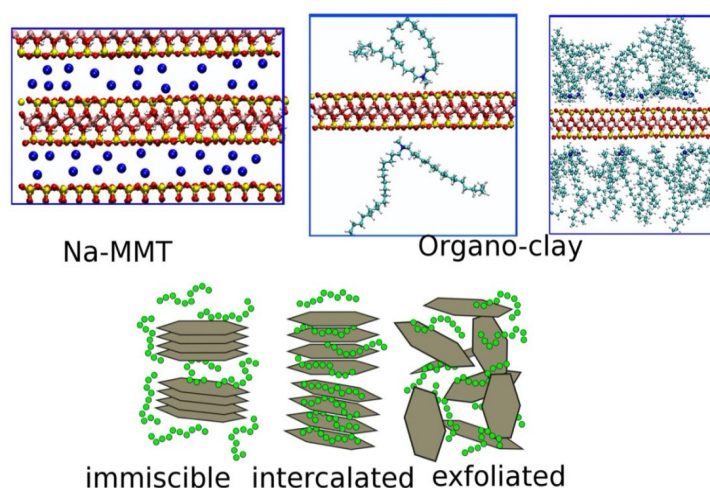 Na-MMT
Organo-clay
immiscible
intercalated
exfoliated